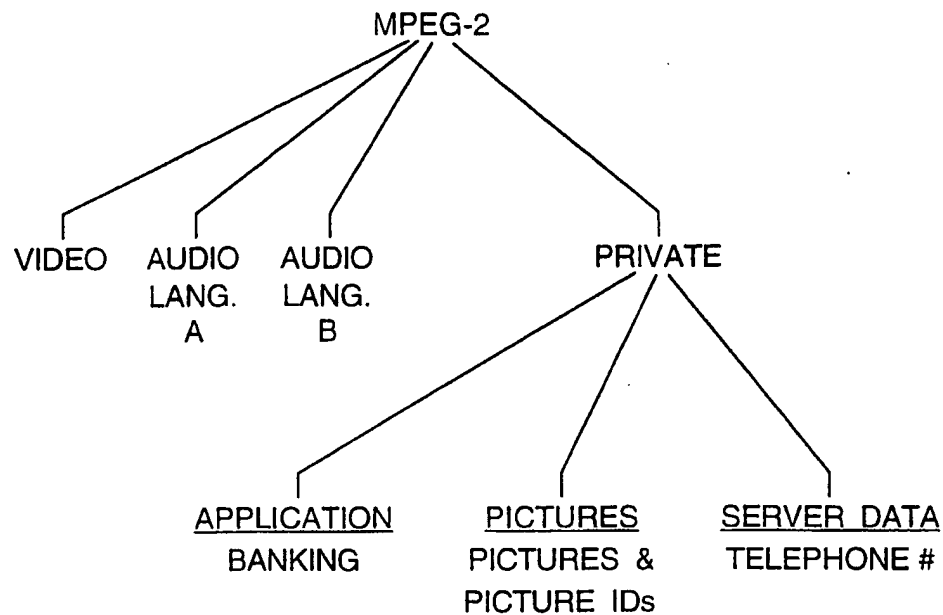 MPEG-2
VIDEO
AUDIO
LANG.
A
AUDIO
LANG.
B
PRIVATE
APPLICATION
BANKING
PICTURES
PICTURES &
PICTURE IDs
SERVER DATA
TELEPHONE #